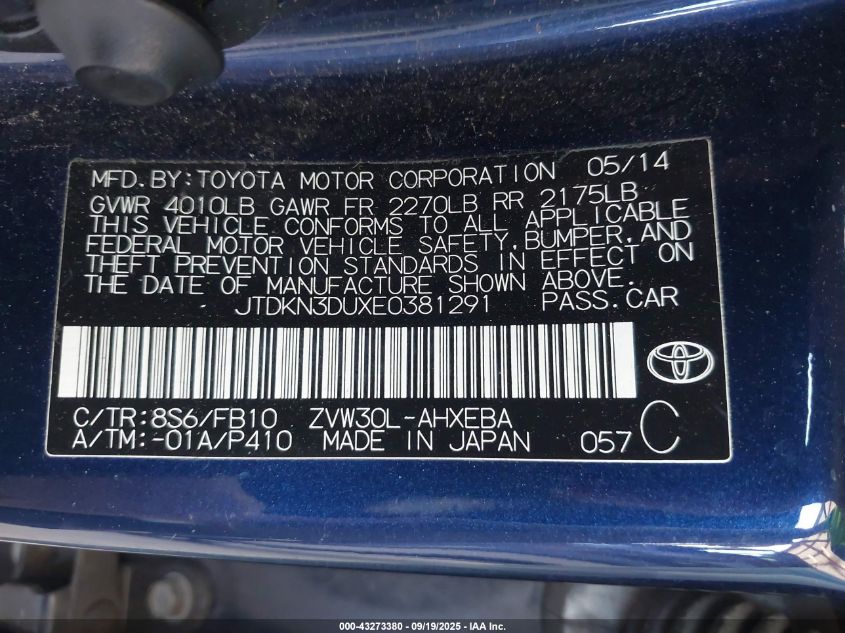 MFD.BY:TOYOTA MOTOR CORPORATION 05/14
GVWR 4010LB GAWR FR 2270LB RR 2175LB
THIS VEHICLE CONFORMS TO ALL APPLICABLE
FEDERAL MOTOR VEHICLE SAFETY,BUMPER,AND
THEFT PREVENTION STANDARDS IN EFFECT ON
THE DATE OF MANUFACTURE SHOWN ABOVE.
JTDKN3DUXE0381291 PASS.CAR
C/TR:8S6/FB10 ZVW30L-AHXEBA
A/TM:-01A/P410 MADE IN JAPAN 057 C
000-43273380 - 09/19/2025 - IAA Inc.